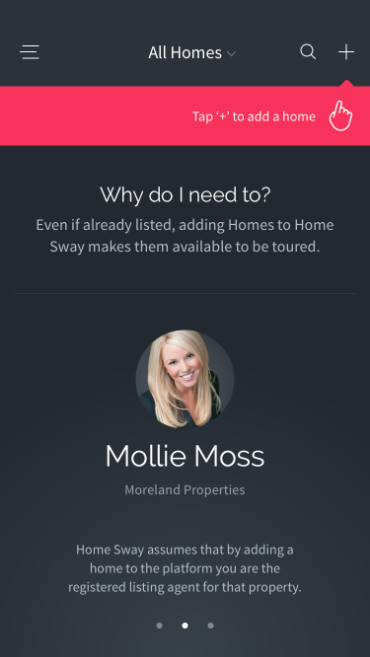 All Homes
Tap ‘+’ to add a home
Why do I need to?
Even if already listed, adding Homes to Home
Sway makes them available to be toured.
Mollie Moss
Moreland Properties
Home Sway assumes that by adding a
home to the platform you are the
registered listing agent for that property.